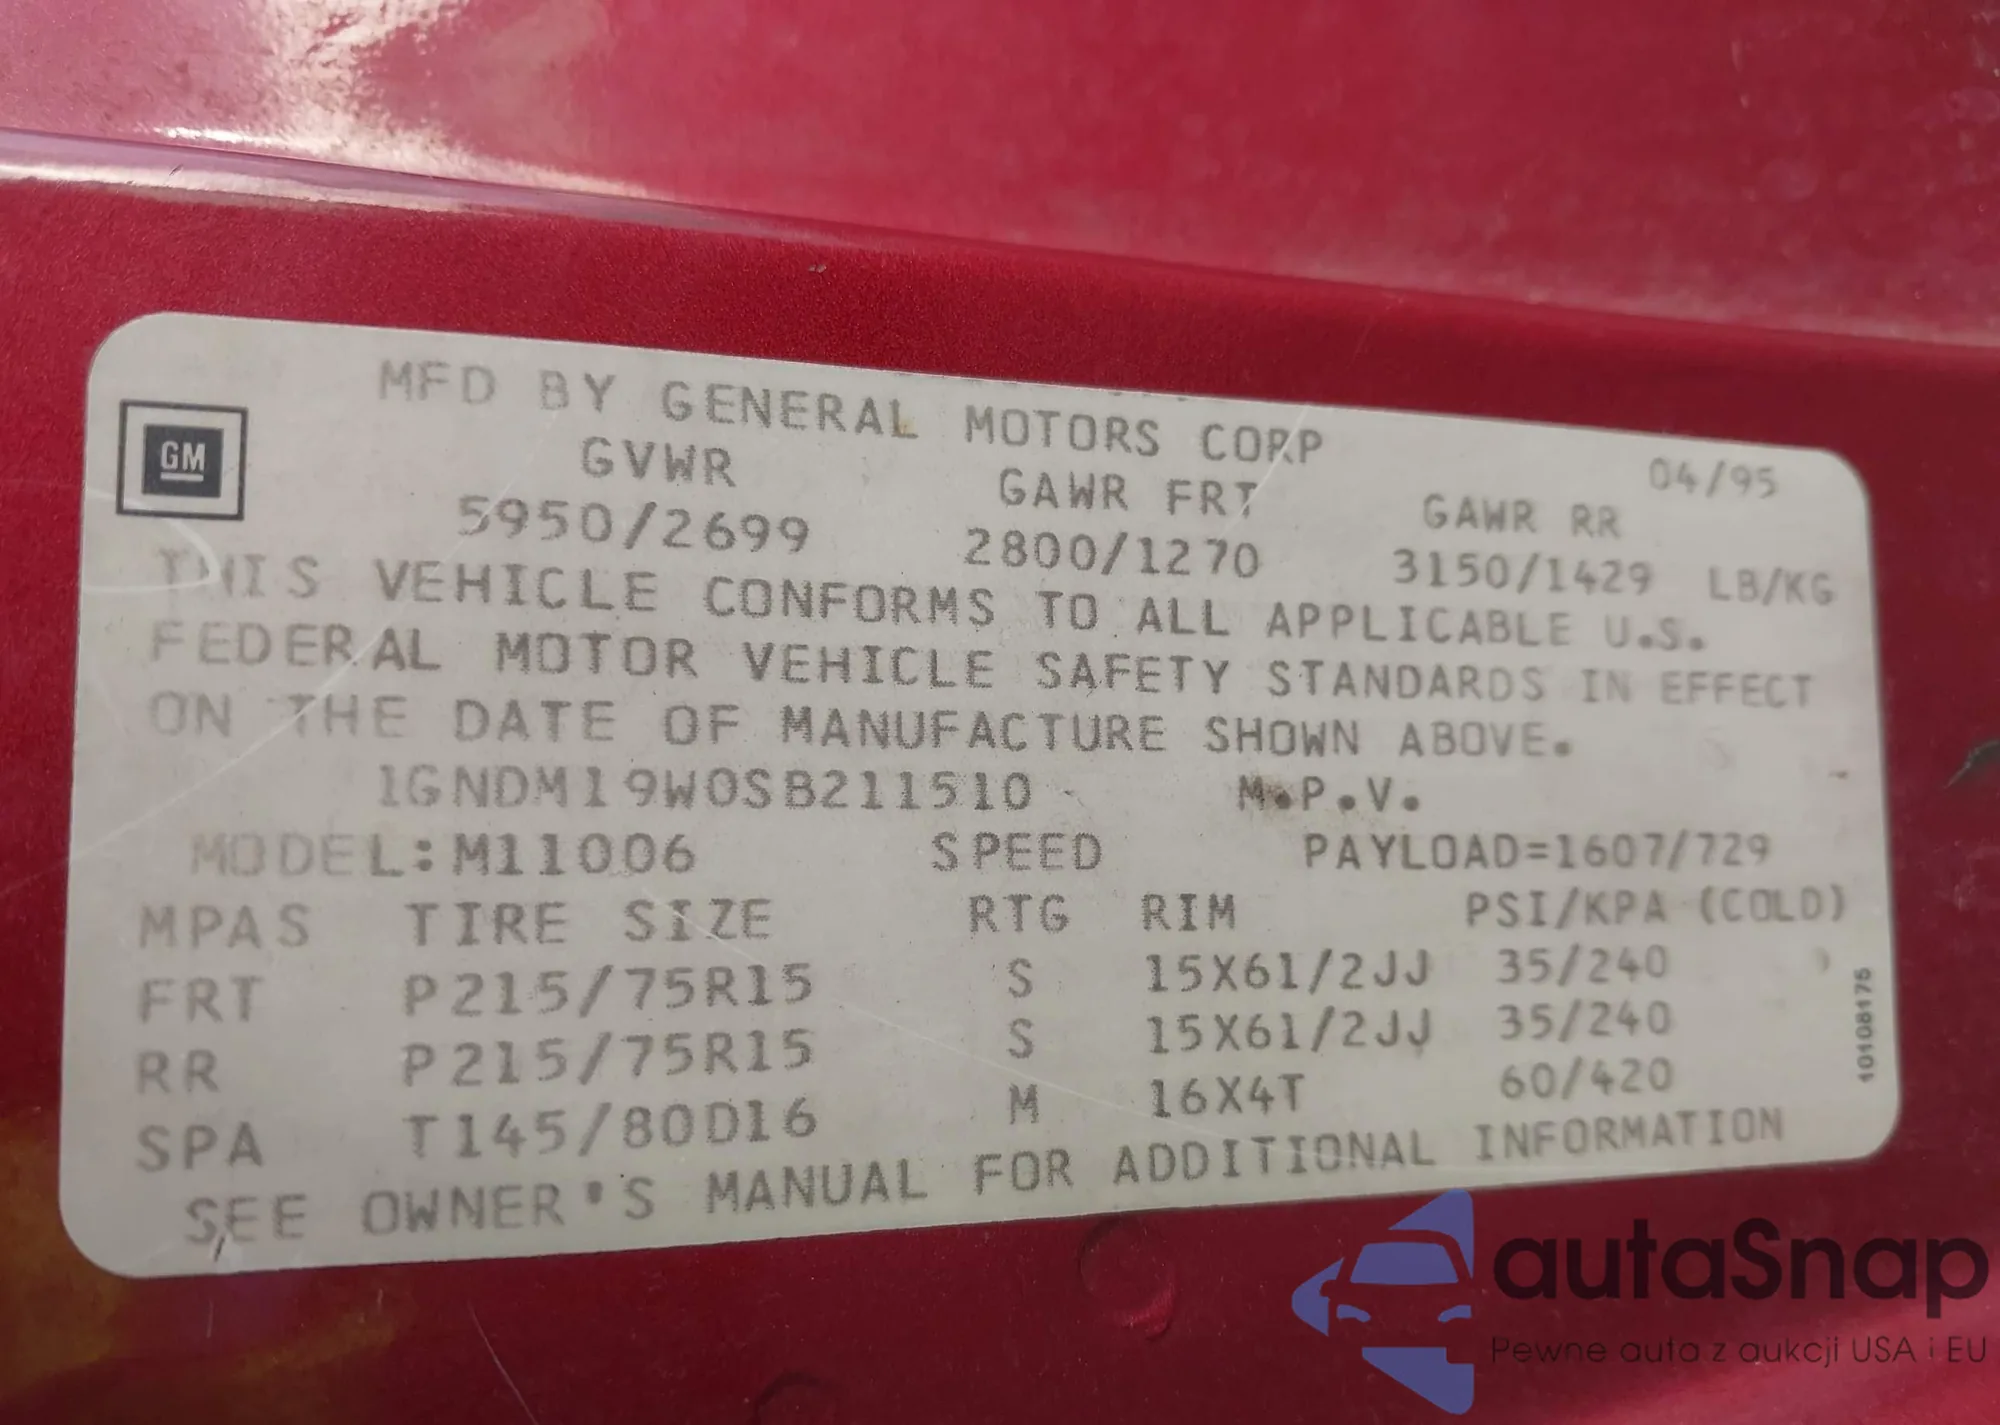 GM
MFD BY GENERAL MOTORS CORP 04/95
GVWR GAWR FRT GAWR RR
5950/2699 2800/1270 3150/1429 LB/KG
THIS VEHICLE CONFORMS TO ALL APPLICABLE U.S.
FEDERAL MOTOR VEHICLE SAFETY STANDARDS IN EFFECT
ON THE DATE OF MANUFACTURE SHOWN ABOVE.
1GNDM19W0SB211510 M.P.V.
MODEL:M11006 SPEED PAYLOAD=1607/729
MPAS TIRE SIZE RTG RIM PSI/KPA (COLD)
FRT P215/75R15 S 15X61/2JJ 35/240
RR P215/75R15 S 15X61/2JJ 35/240
SPA T145/80D16 M 16X4T 60/420
SEE OWNER'S MANUAL FOR ADDITIONAL INFORMATION
10108175
autaSnap
Pewne auta z aukcji USA i EU